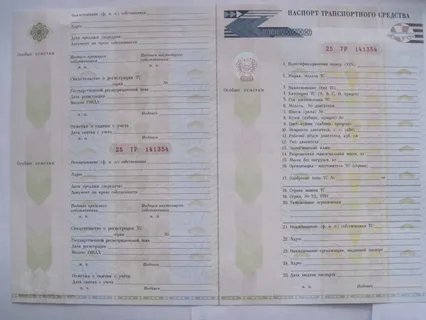 Наименование (ф. и. о.) собственника
Адрес
Дата продажи (передачи)
Документ на право собственности
Особые отметки
Подпись прежнего собственника
Подпись настоящего собственника
М. П.
М. П.
Свидетельство о регистрации ТС
серия
№
Государственный регистрационный знак
Дата регистрации
Выдано ГИБДД
М. П.
Подпись
Отметка о снятии с учета
Дата снятия с учета
М. П.
Подпись
25 ТР 141354
Особые отметки
Наименование (ф. и. о.) собственника
Адрес
Дата продажи (передачи)
Документ на право собственности
Подпись прежнего собственника
Подпись настоящего собственника
М. П.
М. П.
Свидетельство о регистрации ТС
серия
№
Государственный регистрационный знак
Дата регистрации
Выдано ГИБДД
М. П.
Подпись
Отметка о снятии с учета
Дата снятия с учета
М. П.
Подпись
ПАСПОРТ ТРАНСПОРТНОГО СРЕДСТВА
25 ТР 141354
Особые отметки
1. Идентификационный номер (VIN)
2. Марка, модель ТС
3. Наименование (тип ТС)
4. Категория ТС (А, В, С, D, прицеп)
5. Год изготовления ТС
6. Модель, № двигателя
7. Шасси (рама) №
8. Кузов (кабина, прицеп) №
9. Цвет кузова (кабины, прицепа)
10. Мощность двигателя, л. с. (кВт)
11. Рабочий объем двигателя, куб. см
12. Тип двигателя
14. Разрешенная максимальная масса, кг
15. Масса без нагрузки, кг
16. Организация-изготовитель ТС (страна)
17. Одобрение типа ТС №
18. Страна вывоза ТС
19. Серия, № ТД, ТПО
20. Таможенные ограничения
21. Наименование (ф. и. о.) собственника ТС
22. Адрес
23. Наименование организации, выдавшей паспорт
24. Адрес
25. Дата выдачи паспорта
М. П.
Подпись